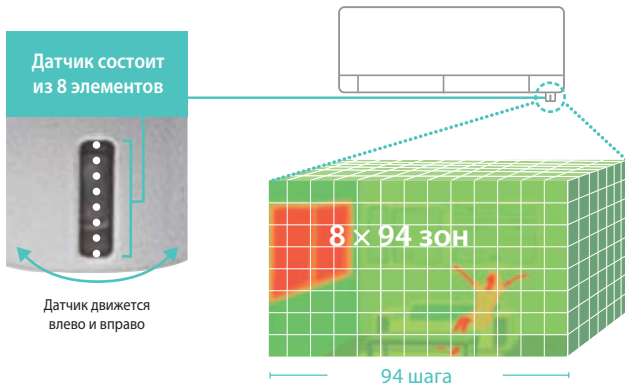 Датчик состоит
из 8 элементов
8 × 94 зон
Датчик движется
влево и вправо
94 шага